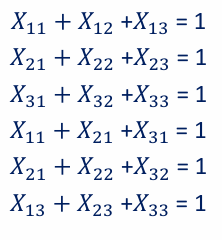 X₁₁ + X₁₂ +X₁₃ = 1
X₂₁ + X₂₂ +X₂₃ = 1
X₃₁ + X₃₂ +X₃₃ = 1
X₁₁ + X₂₁ +X₃₁ = 1
X₂₁ + X₂₂ +X₃₂ = 1
X₁₃ + X₂₃ +X₃₃ = 1